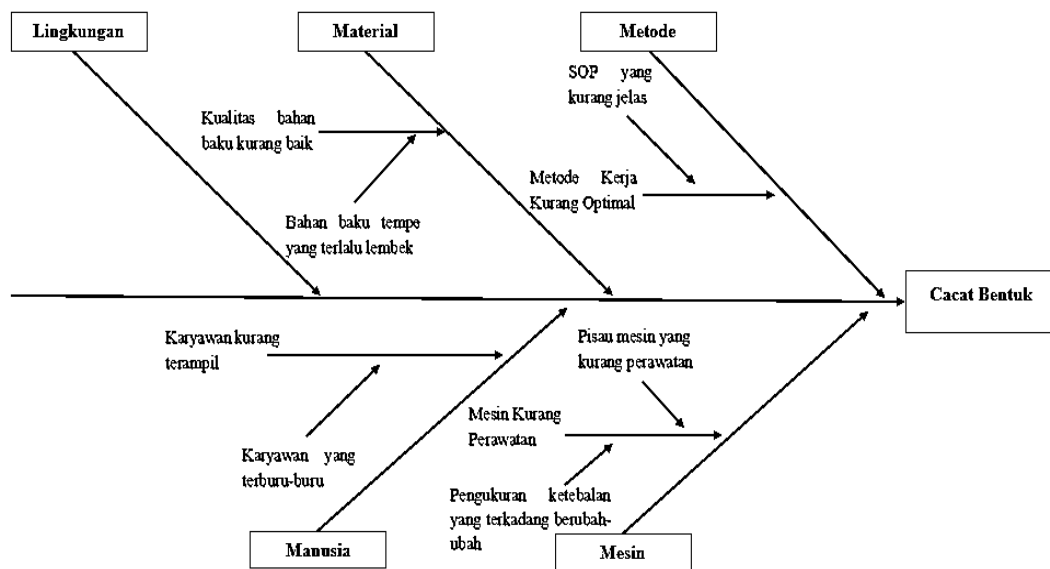 Lingkungan
Material
Metode
SOP yang
kurang jelas
Kualitas bahan
baku kurang baik
Metode Kerja
Kurang Optimal
Bahan baku tempe
yang terlalu lembek
Cacat Bentuk
Karyawan kurang
terampil
Pisau mesin yang
kurang perawatan
Mesin Kurang
Perawatan
Karyawan yang
terburu-buru
Pengukuran ketebalan
yang terkadang berubah-
ubah
Manusia
Mesin